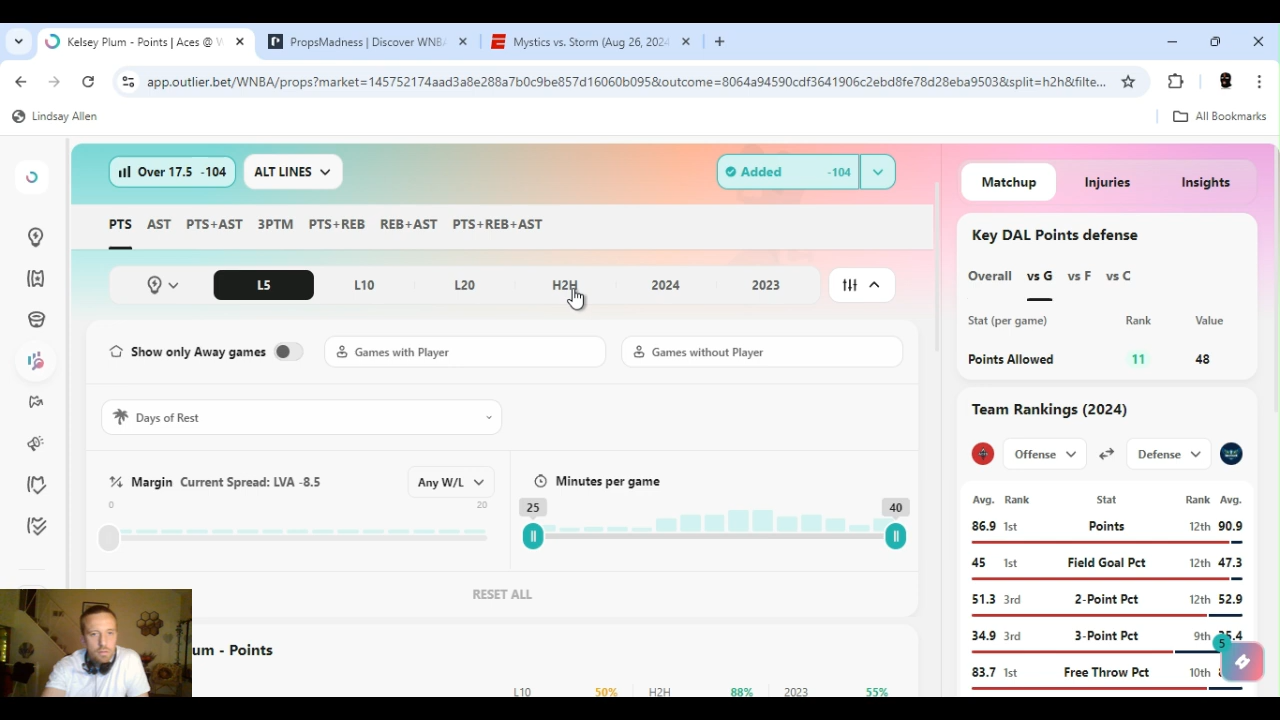 Kelsey Plum - Points | Aces @ W
PropsMadness | Discover WNB
Mystics vs. Storm (Aug 26, 2024
app.outlier.bet/WNBA/props?market=145752174aad3a8e288a7b0c9be857d16060b095&outcome=8064a94590cdf3641906c2ebd8fe78d28eba9503&split=h2h&filte...
Lindsay Allen
All Bookmarks
Over 17.5 -104
ALT LINES
Added -104
PTS AST PTS+AST 3PTM PTS+REB REB+AST PTS+REB+AST
L5 L10 L20 H2H 2024 2023
Show only Away games
Games with Player
Games without Player
Days of Rest
Margin Current Spread: LVA -8.5
Any W/L
0 20
Minutes per game
25 40
RESET ALL
um - Points
L10 50% H2H 88% 2023 55%
Matchup Injuries Insights
Key DAL Points defense
Overall vs G vs F vs C
Stat (per game) Rank Value
Points Allowed 11 48
Team Rankings (2024)
Offense Defense
Avg. Rank Stat Rank Avg.
86.9 1st Points 12th 90.9
45 1st Field Goal Pct 12th 47.3
51.3 3rd 2-Point Pct 12th 52.9
34.9 3rd 3-Point Pct 9th
5
83.7 1st Free Throw Pct 10th